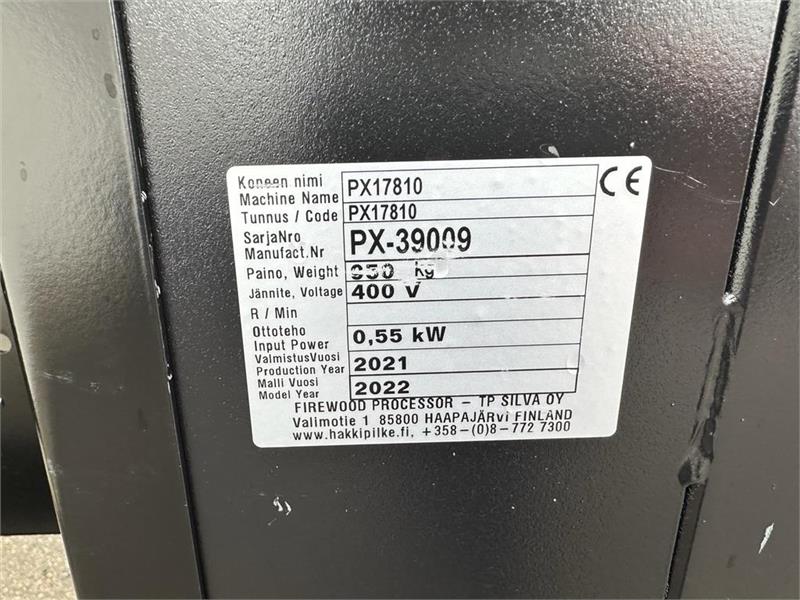 Koneen nimi
Machine Name PX17810 CE
Tunnus / Code PX17810
SarjaNro
Manufact.Nr PX-39009
Paino, Weight kg
Jännite, Voltage 400 V
R / Min
Ottoteho
Input Power 0,55 kW
ValmistusVuosi
Production Year 2021
Malli Vuosi
Model Year 2022
FIREWOOD PROCESSOR – TP SILVA OY
Valimotie 1 85800 HAAPAJÄRVi FINLAND
www.hakkipilke.fi, +358–(0)8–772 7300